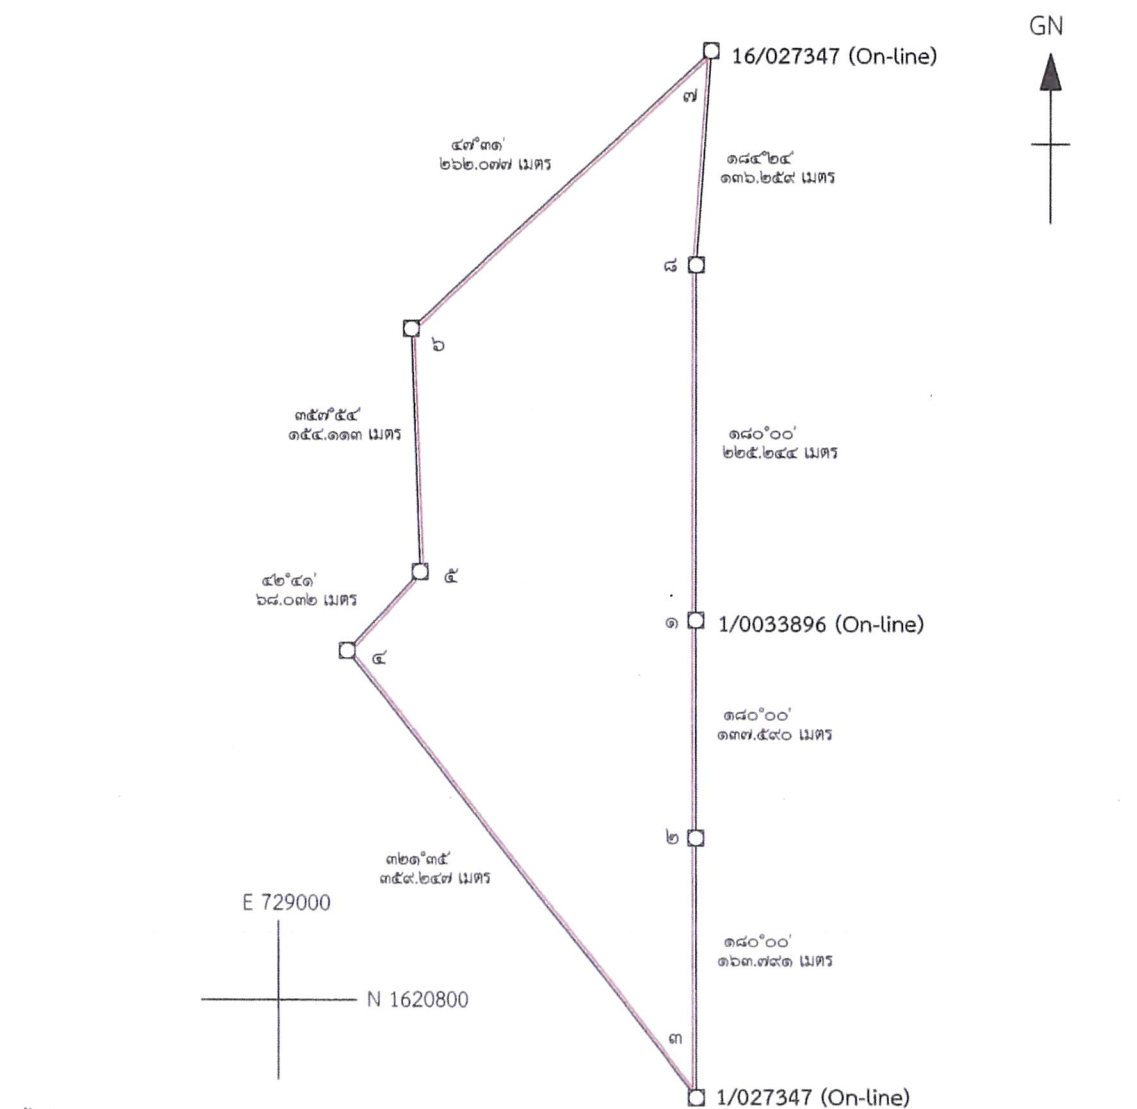 GN
16/027347 (On-line)
๗
๔๗°๓๑'
๒๖๒.๐๗๗ เมตร
๑๘๔°๒๔'
๑๓๖.๒๕๙ เมตร
๘
๖
๓๕๗°๕๔'
๑๕๔.๑๑๓ เมตร
๑๘๐°๐๐'
๒๒๕.๒๔๔ เมตร
๕
๔๒°๔๑'
๖๘.๐๓๒ เมตร
๑
1/0033896 (On-line)
๔
๑๘๐°๐๐'
๑๓๗.๕๙๐ เมตร
๒
๓๒๑°๓๕'
๓๕๙.๒๔๗ เมตร
E 729000
๑๘๐°๐๐'
๑๖๓.๗๙๑ เมตร
N 1620800
๓
1/027347 (On-line)